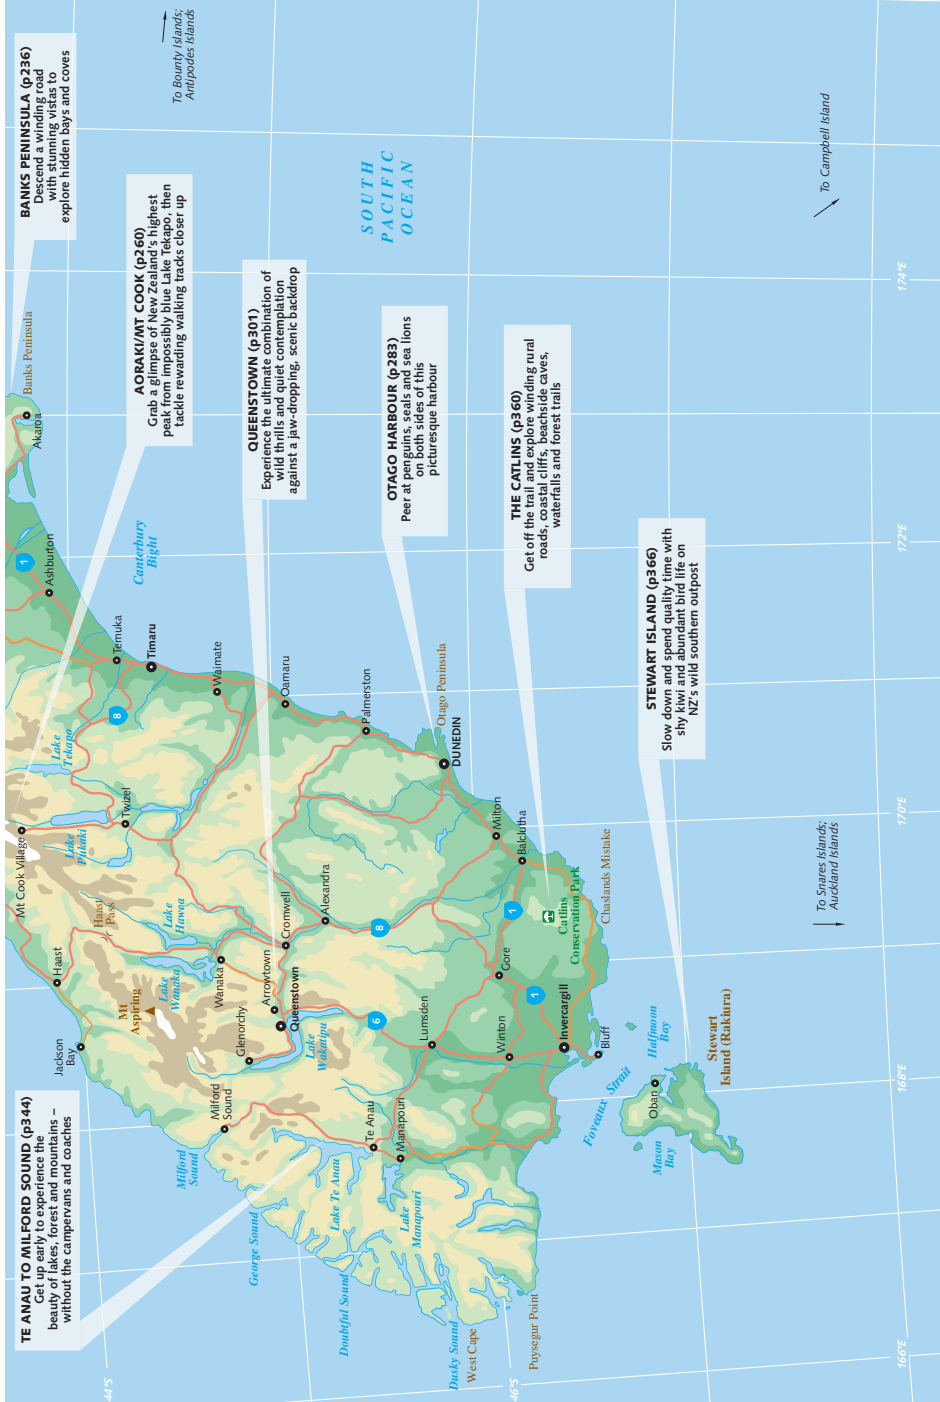 BANKS PENINSULA (p236)
Descend a winding road
with stunning vistas to
explore hidden bays and coves
AORAKI/MT COOK (p260)
Grab a glimpse of New Zealand's highest
peak from impossibly blue Lake Tekapo, then
tackle rewarding walking tracks closer up
QUEENSTOWN (p301)
Experience the ultimate combination of
wild thrills and quiet contemplation
against a jaw-dropping, scenic backdrop
OTAGO HARBOUR (p283)
Peer at penguins, seals and sea lions
on both sides of this
picturesque harbour
THE CATLINS (p360)
Get off the trail and explore winding rural
roads, coastal cliffs, beachside caves,
waterfalls and forest trails
STEWART ISLAND (p366)
Slow down and spend quality time with
shy kiwi and abundant bird life on
NZ's wild southern outpost
TE ANAU TO MILFORD SOUND (p344)
Get up early to experience the
beauty of lakes, forest and mountains –
without the campervans and coaches
To Bounty Islands;
Antipodes Islands
To Campbell Island
To Snares Islands;
Auckland Islands
SOUTH
PACIFIC
OCEAN
Banks Peninsula
Akaroa
1
Ashburton
Canterbury
Bight
Temuka
Timaru
8
Waimate
Oamaru
Palmerston
Otago Peninsula
DUNEDIN
Lake
Tekapo
Twizel
Mt Cook Village
Lake
Pukaki
Haast
Pass
Lake
Hawea
Haast
Mt
Aspiring
Lake
Wanaka
Wanaka
Cromwell
Alexandra
8
Milton
Balclutha
1
Catlins
Conservation Park
Chaslands Mistake
Arrowtown
Queenstown
Glenorchy
Lake
Wakatipu
6
Lumsden
Gore
1
Winton
Invercargill
Bluff
Jackson
Bay
Milford
Sound
Milford
Sound
Te Anau
Manapouri
Lake Te Anau
Lake
Manapouri
George Sound
Doubtful Sound
Dusky Sound
West Cape
Puysegur Point
Foveaux Strait
Halfmoon
Bay
Oban
Mason
Bay
Stewart
Island (Rakiura)
44°S
46°S
166°E
168°E
170°E
172°E
174°E